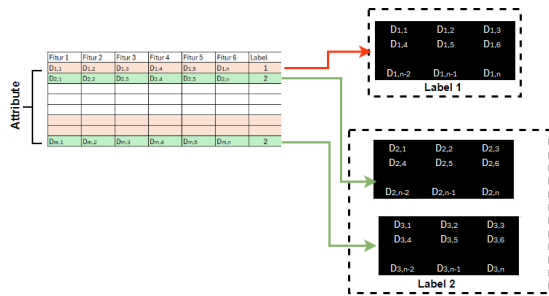 Fitur 1 Fitur 2 Fitur 3 Fitur 4 Fitur 5 Fitur 6 Label
D1,1 D1,2 D1,3 D1,4 D1,5 D1,n 1
D2,1 D2,2 D2,3 D2,4 D2,5 D2,n 2
Dm,1 Dm,2 Dm,3 Dm,4 Dm,5 Dm,n 2
Attribute
D1,1 D1,2 D1,3
D1,4 D1,5 D1,6
D1,n-2 D1,n-1 D1,n
Label 1
D2,1 D2,2 D2,3
D2,4 D2,5 D2,6
D2,n-2 D2,n-1 D2,n
D3,1 D3,2 D3,3
D3,4 D3,5 D3,6
D3,n-2 D3,n-1 D3,n
Label 2